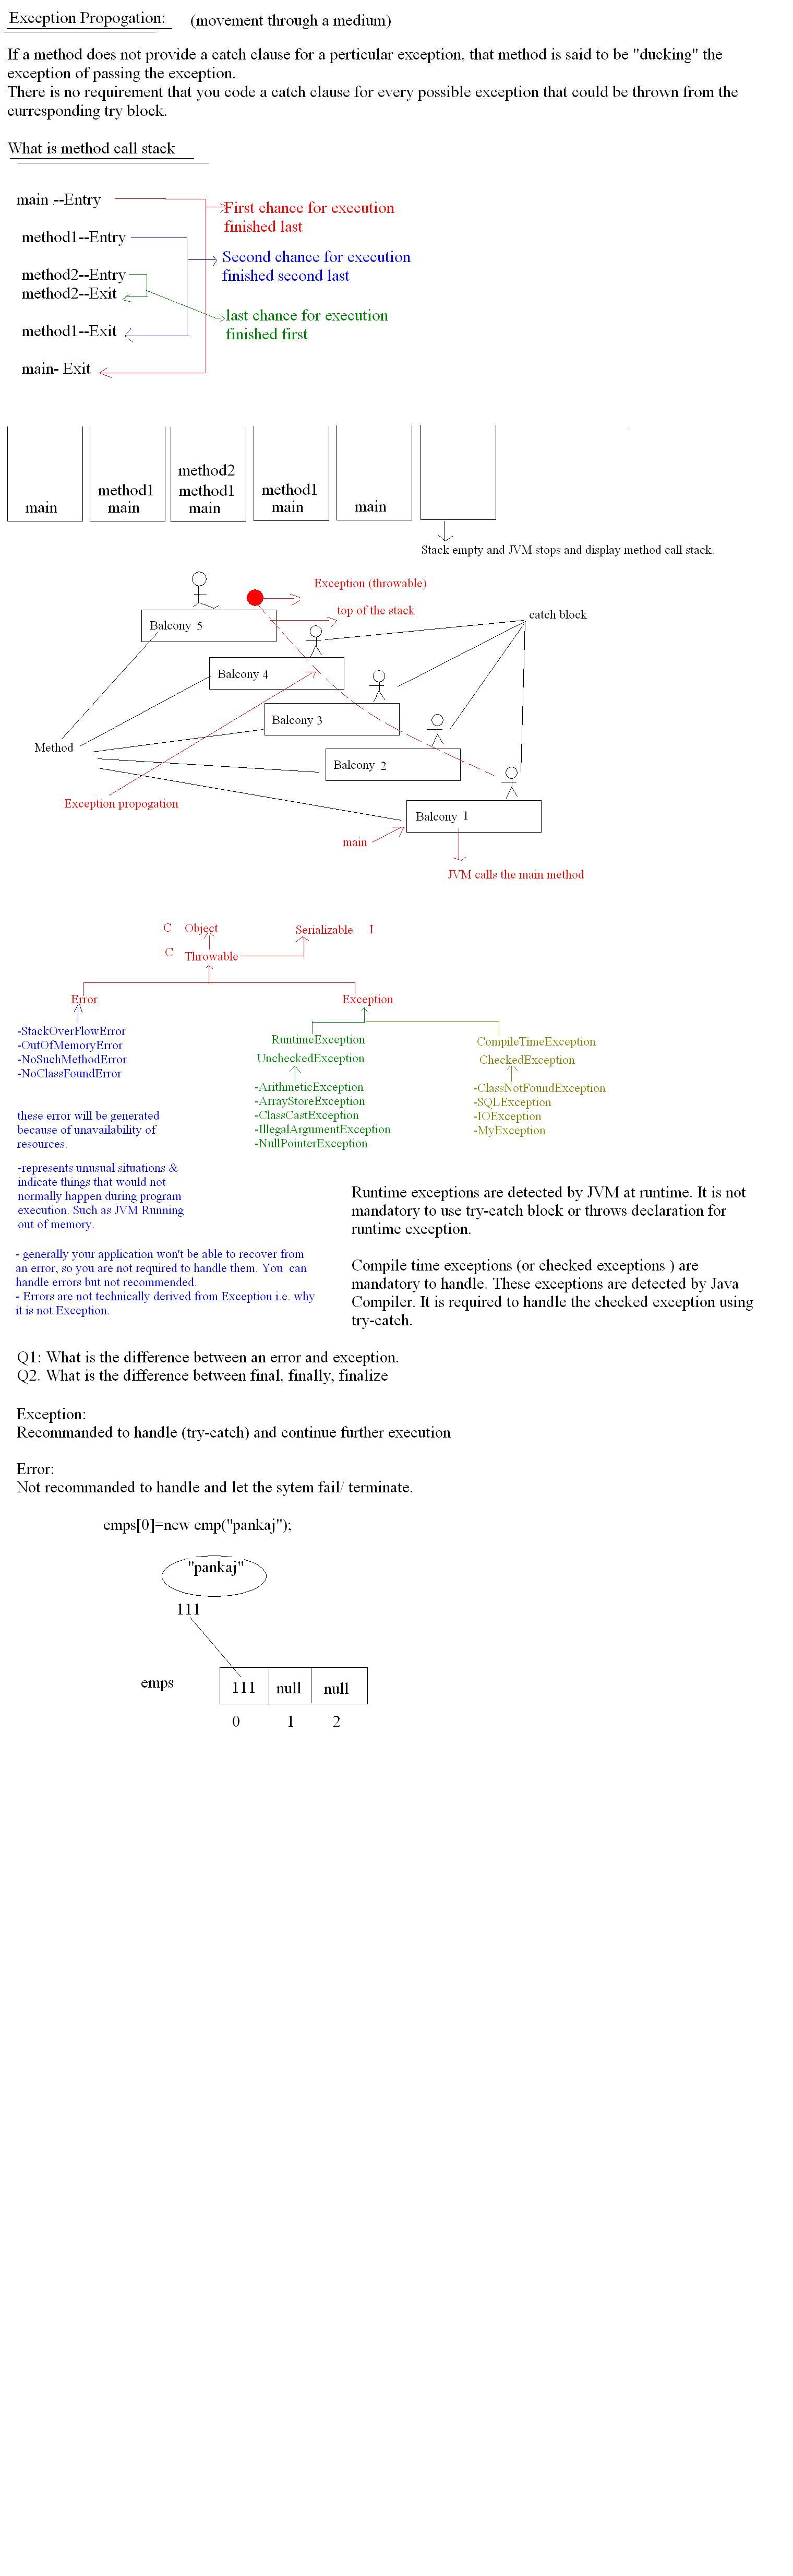 Exception Propogation: (movement through a medium)
If a method does not provide a catch clause for a perticular exception, that method is said to be "ducking" the
exception of passing the exception.
There is no requirement that you code a catch clause for every possible exception that could be thrown from the
curresponding try block.
What is method call stack
main --Entry
First chance for execution
finished last
method1--Entry
Second chance for execution
finished second last
method2--Entry
method2--Exit
last chance for execution
finished first
method1--Exit
main- Exit
main
method1
main
method2
method1
main
method1
main
main
Stack empty and JVM stops and display method call stack.
Exception (throwable)
top of the stack
catch block
Balcony 5
Balcony 4
Balcony 3
Method
Balcony 2
Exception propogation
Balcony 1
main
JVM calls the main method
C Object Serializable I
C Throwable
Error Exception
-StackOverFlowError
-OutOfMemoryError
-NoSuchMethodError
-NoClassFoundError
RuntimeException
UncheckedException
-ArithmeticException
-ArrayStoreException
-ClassCastException
-IllegalArgumentException
-NullPointerException
CompileTimeException
CheckedException
-ClassNotFoundException
-SQLException
-IOException
-MyException
these error will be generated
because of unavailability of
resources.
-represents unusual situations &
indicate things that would not
normally happen during program
execution. Such as JVM Running
out of memory.
- generally your application won't be able to recover from
an error, so you are not required to handle them. You can
handle errors but not recommended.
- Errors are not technically derived from Exception i.e. why
it is not Exception.
Runtime exceptions are detected by JVM at runtime. It is not
mandatory to use try-catch block or throws declaration for
runtime exception.
Compile time exceptions (or checked exceptions ) are
mandatory to handle. These exceptions are detected by Java
Compiler. It is required to handle the checked exception using
try-catch.
Q1: What is the difference between an error and exception.
Q2. What is the difference between final, finally, finalize
Exception:
Recommanded to handle (try-catch) and continue further execution
Error:
Not recommanded to handle and let the sytem fail/ terminate.
emps[0]=new emp("pankaj");
"pankaj"
111
emps 111 null null
0 1 2